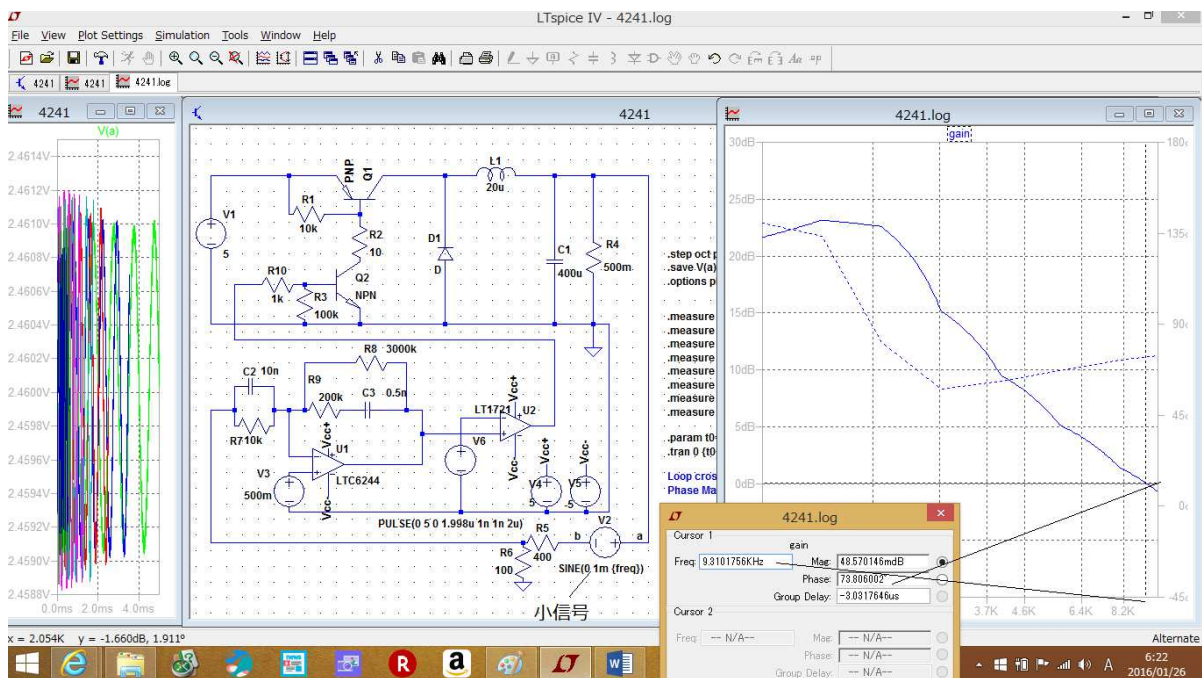 LTspice IV - 4241.log
File View Plot Settings Simulation Tools Window Help
4241 4241 4241.log
4241
V(a)
2.4614V
2.4612V
2.4610V
2.4608V
2.4606V
2.4604V
2.4602V
2.4600V
2.4598V
2.4596V
2.4594V
2.4592V
2.4590V
2.4588V
0.0ms 2.0ms 4.0ms
4241
PNP
Q1
L1
20u
R1
10k
V1
5
R2
10
D1
D
C1
400u
R4
500m
R10
1k
Q2
NPN
R3
100k
R8 3000k
C2 10n
R9
200k
C3 0.5n
R7 10k
Vcc+
U1
LTC6244
Vcc-
V3
500m
LT1721
Vcc+
U2
Vcc-
V6
Vcc+
V4
5
Vcc-
V5
-5
PULSE(0 5 0 1.998u 1n 1n 2u)
V2
b a
R5
400
R6
100
SINE(0 1m {freq})
小信号
.step oct p
.save V(a)
.options p
.measure
.measure
.measure
.measure
.measure
.measure
.measure
.measure
.param t0=
.tran 0 {t0
Loop cros
Phase Ma
4241.log
gain
30dB
25dB
20dB
15dB
10dB
5dB
0dB
180
135
90
45
0
-45
3.7K 4.6K 6.4K 8.2K
4241.log
Cursor 1
gain
Freq: 9.3101756KHz Mag: 48.570146mdB
Phase: 73.806002°
Group Delay: -3.0317646us
Cursor 2
Freq: -- N/A-- Mag: -- N/A--
Phase: -- N/A--
Group Delay: -- N/A--
x = 2.054K y = -1.660dB, 1.911°
Alternate
6:22
2016/01/26